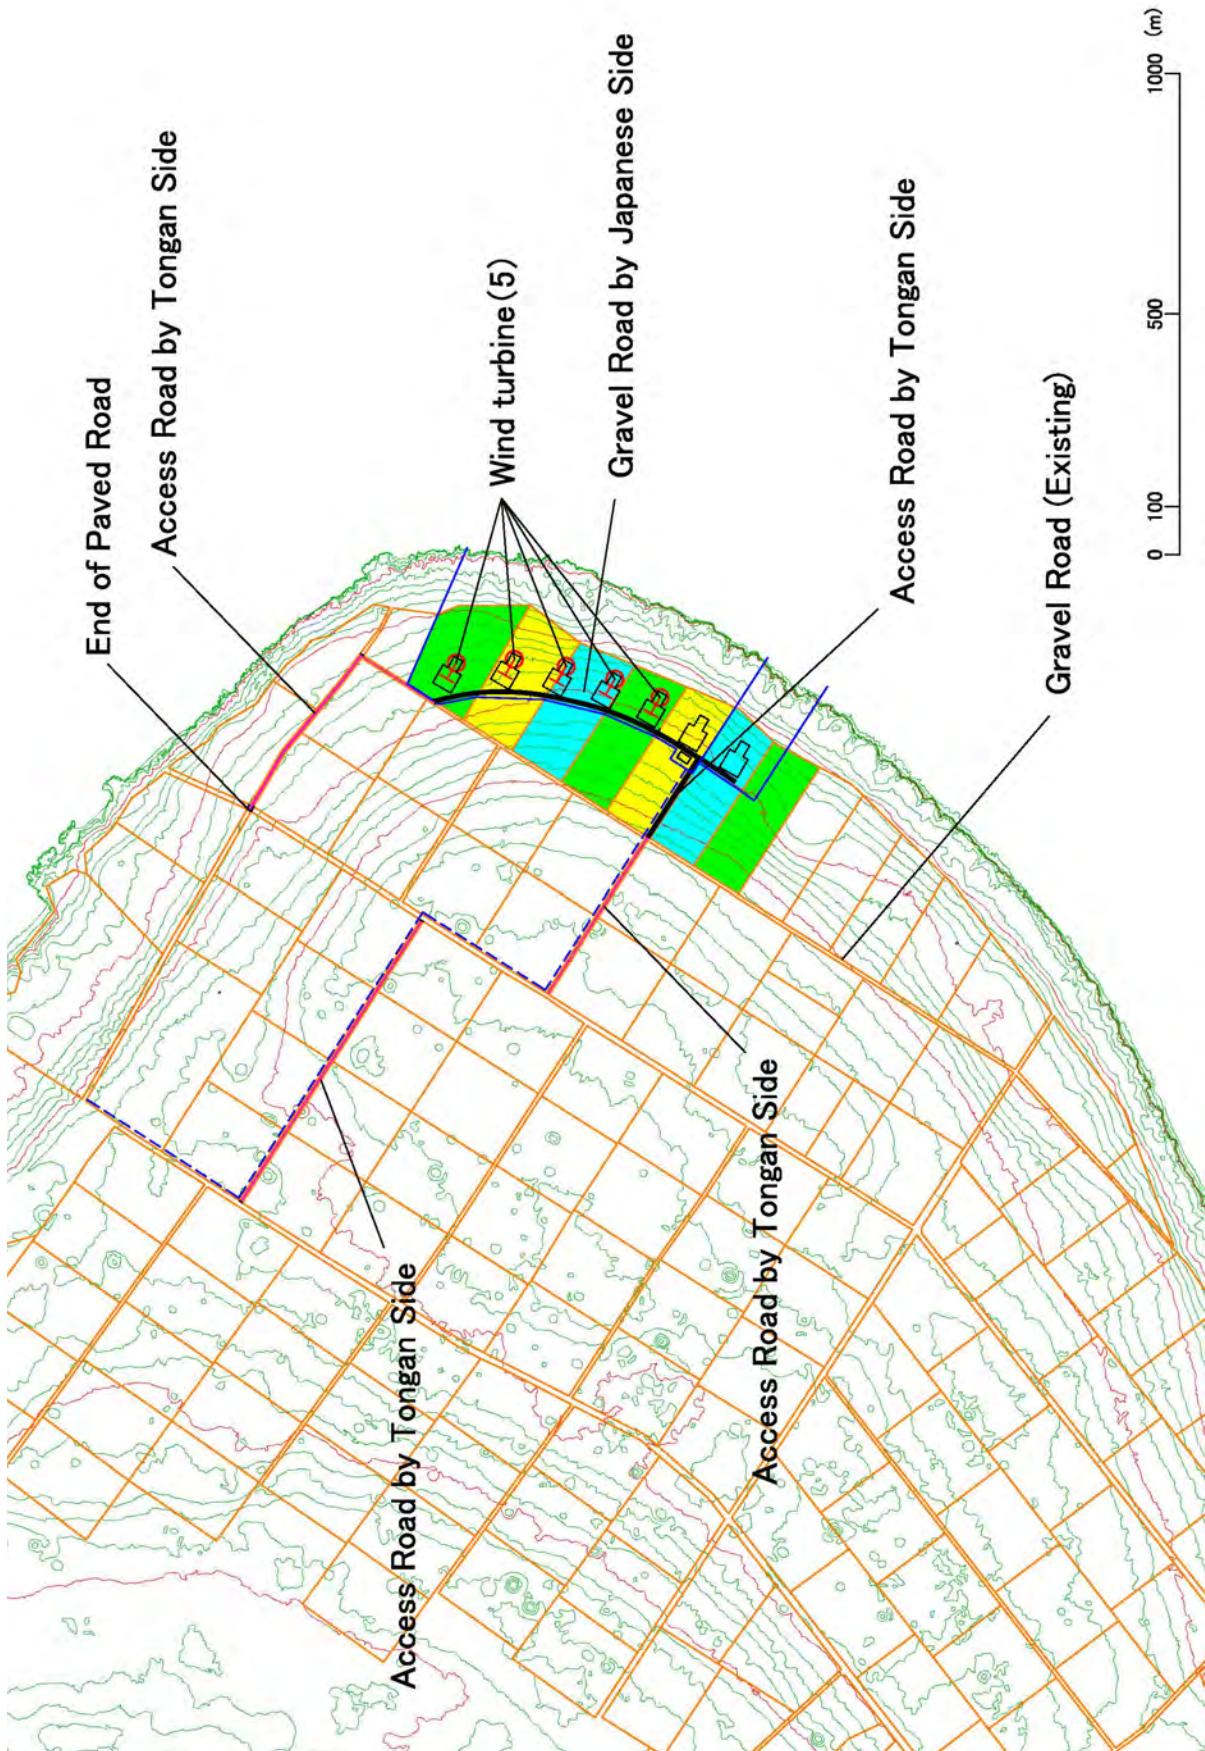 End of Paved Road
Access Road by Tongan Side
Wind turbine(5)
Gravel Road by Japanese Side
Access Road by Tongan Side
Gravel Road (Existing)
Access Road by Tongan Side
Access Road by Tongan Side
0 100 500 1000 (m)